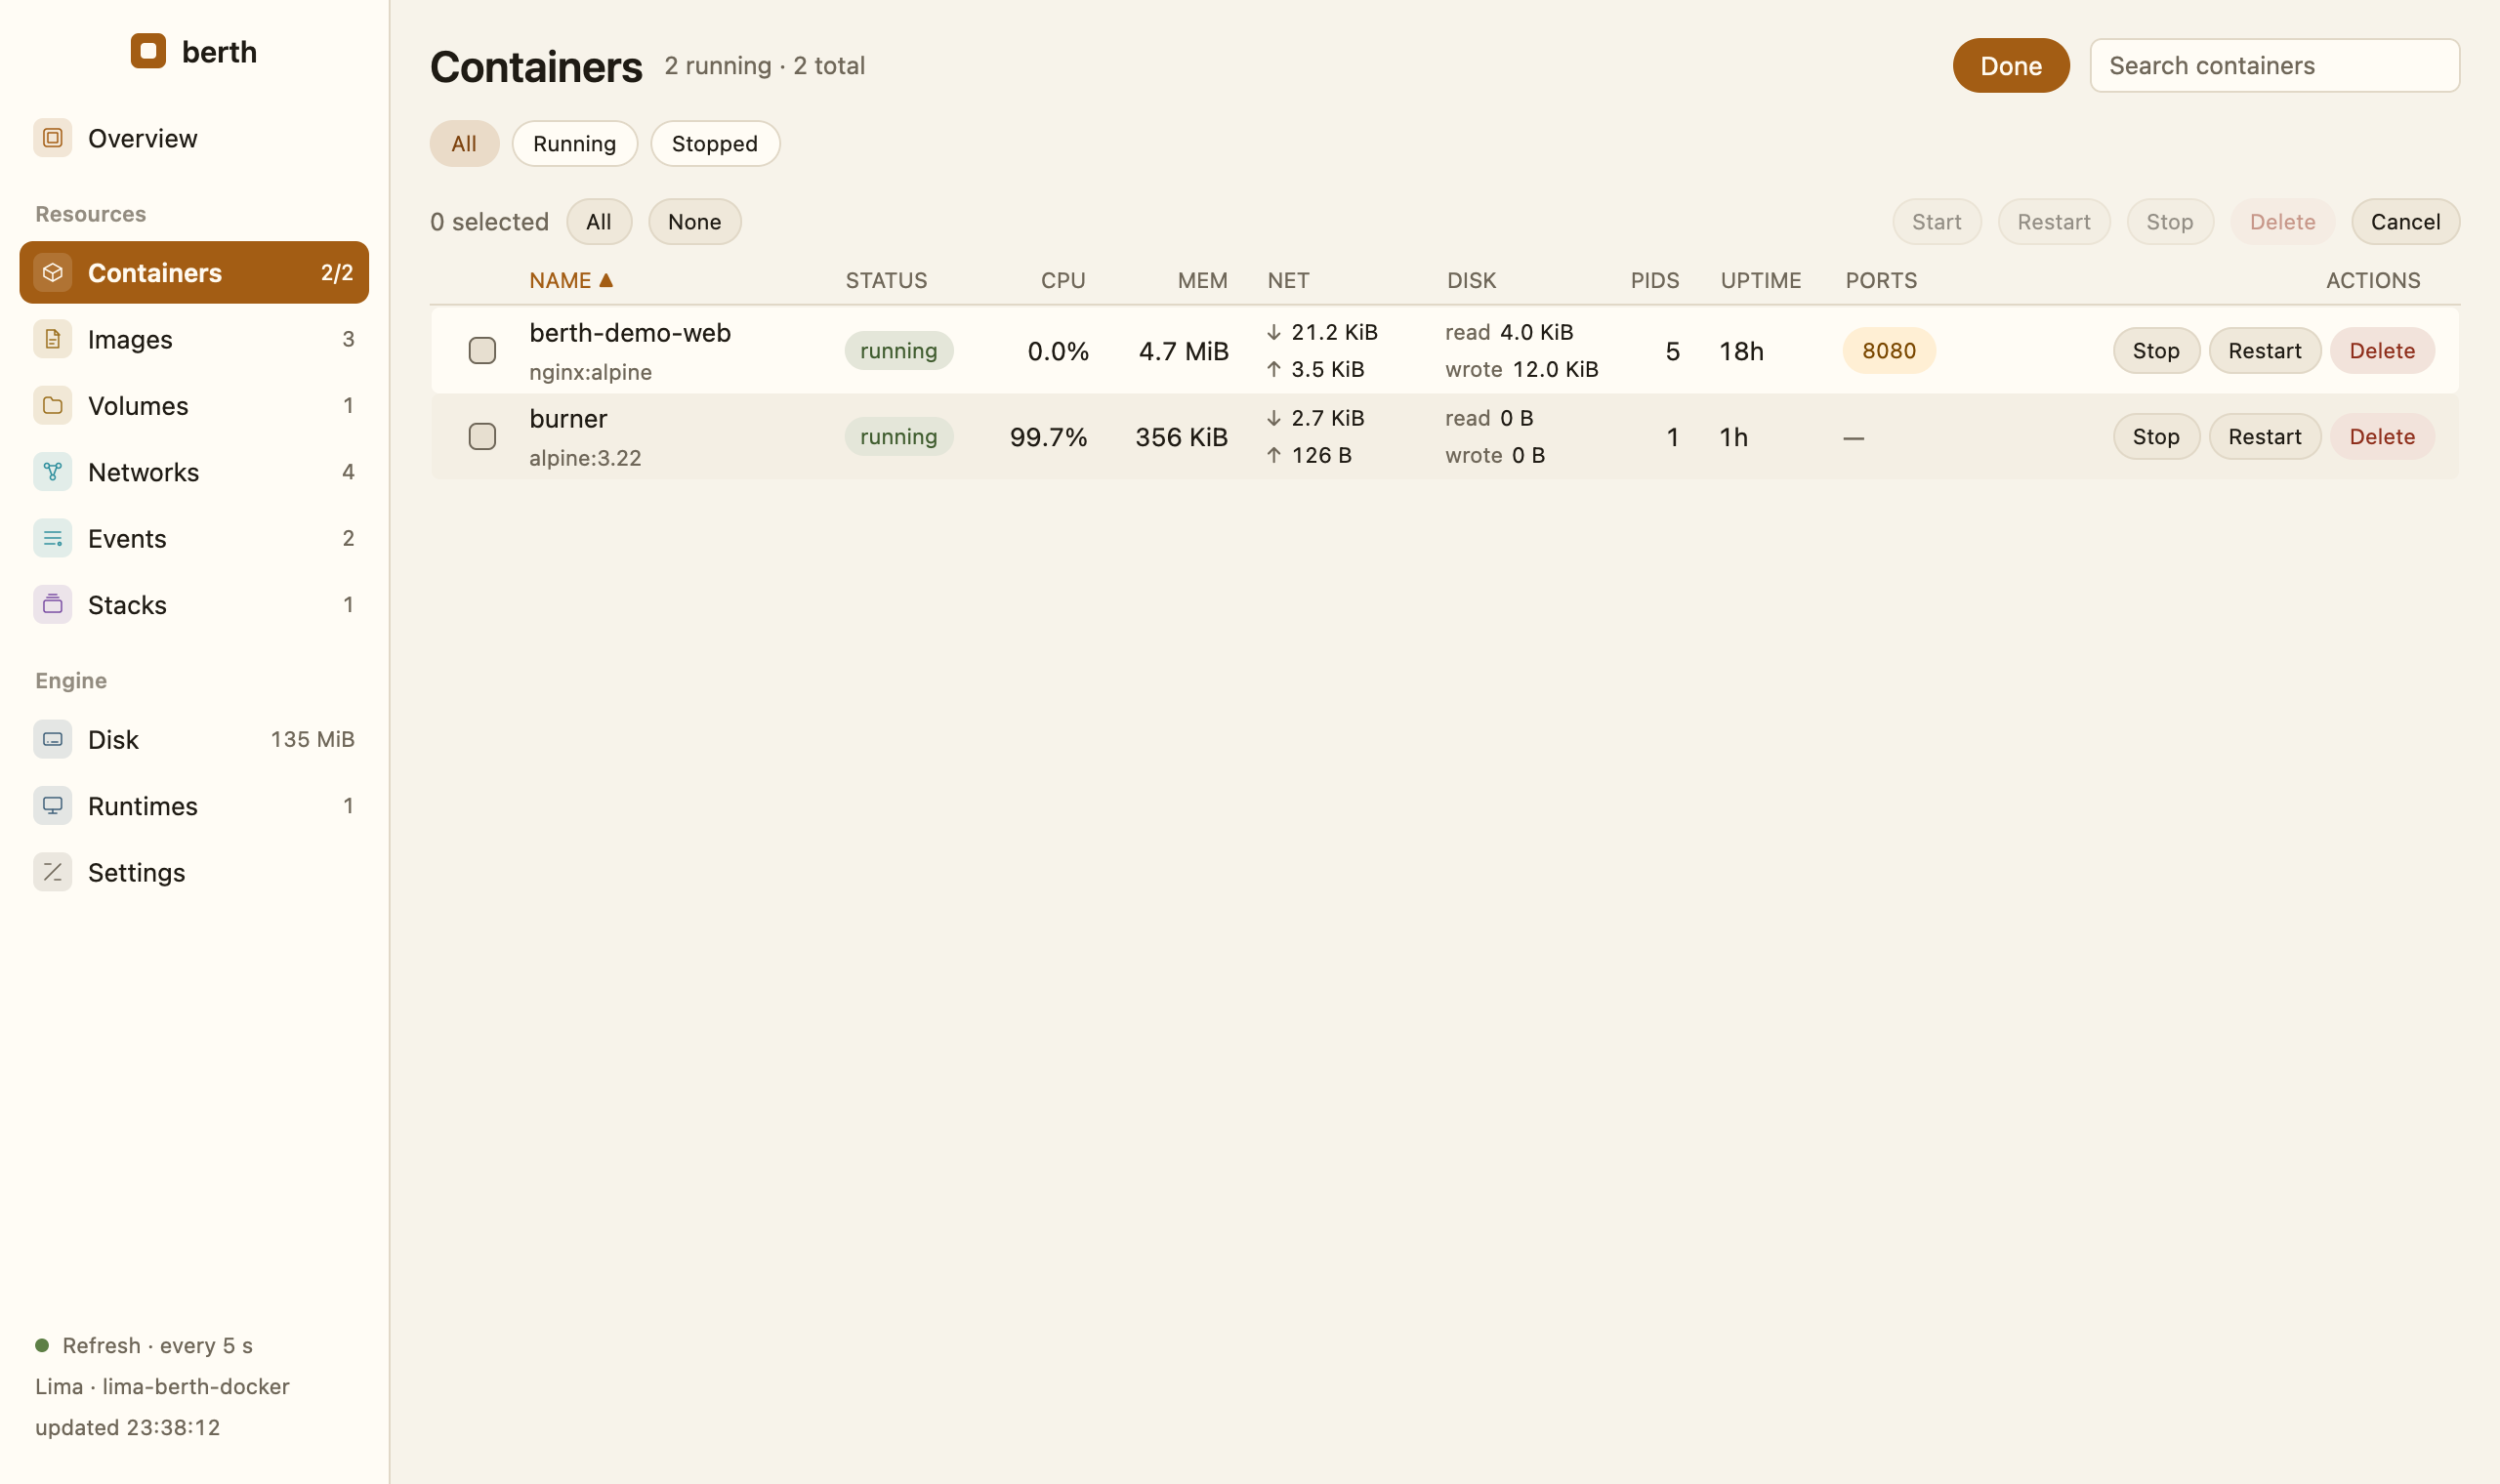 berth
Overview
Resources
Containers 2/2
Images 3
Volumes 1
Networks 4
Events 2
Stacks 1
Engine
Disk 135 MiB
Runtimes 1
Settings
Refresh · every 5 s
Lima · lima-berth-docker
updated 23:38:12
Containers 2 running · 2 total Done Search containers
All Running Stopped
0 selected All None Start Restart Stop Delete Cancel
NAME ▲ STATUS CPU MEM NET DISK PIDS UPTIME PORTS ACTIONS
berth-demo-web running 0.0% 4.7 MiB ↓ 21.2 KiB read 4.0 KiB 5 18h 8080 Stop Restart Delete
nginx:alpine ↑ 3.5 KiB wrote 12.0 KiB
burner running 99.7% 356 KiB ↓ 2.7 KiB read 0 B 1 1h — Stop Restart Delete
alpine:3.22 ↑ 126 B wrote 0 B